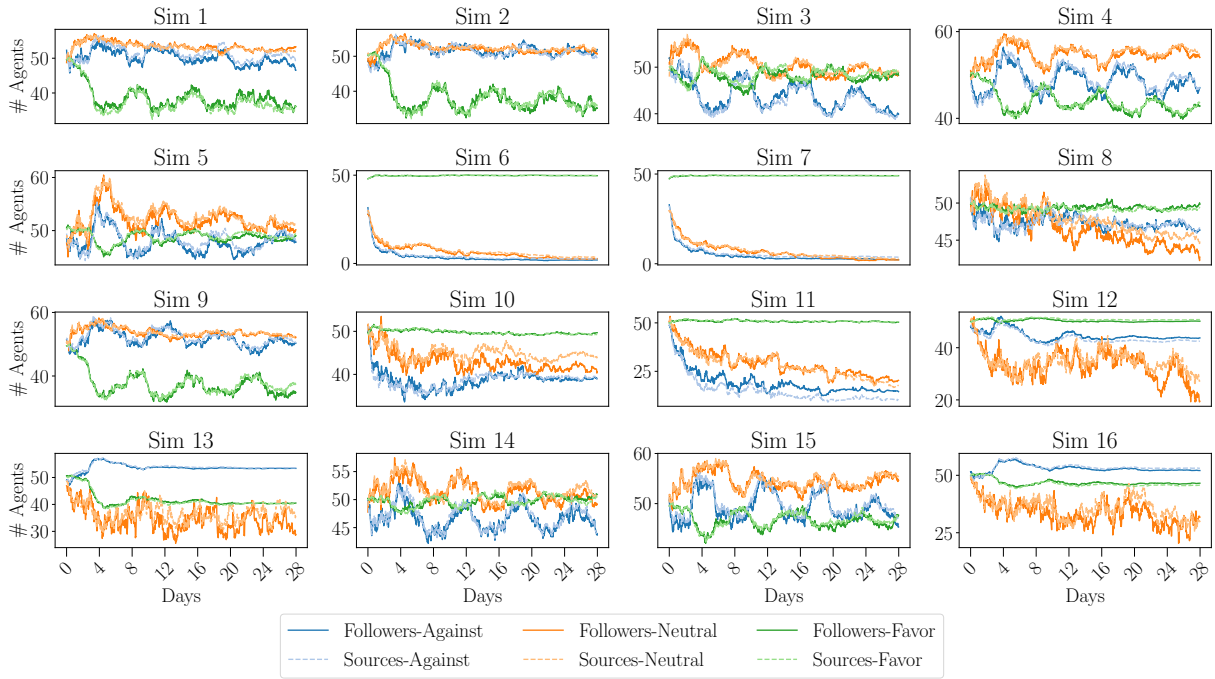 Sim 1
Sim 2
Sim 3
Sim 4
# Agents
50
40
50
40
50
40
60
40
Sim 5
Sim 6
Sim 7
Sim 8
# Agents
60
50
50
0
50
0
50
45
Sim 9
Sim 10
Sim 11
Sim 12
# Agents
60
40
50
40
50
25
40
20
Sim 13
Sim 14
Sim 15
Sim 16
# Agents
50
40
30
55
50
45
60
50
50
25
0 4 8 12 16 20 24 28
0 4 8 12 16 20 24 28
0 4 8 12 16 20 24 28
0 4 8 12 16 20 24 28
Days
Days
Days
Days
Followers-Against
Followers-Neutral
Followers-Favor
Sources-Against
Sources-Neutral
Sources-Favor